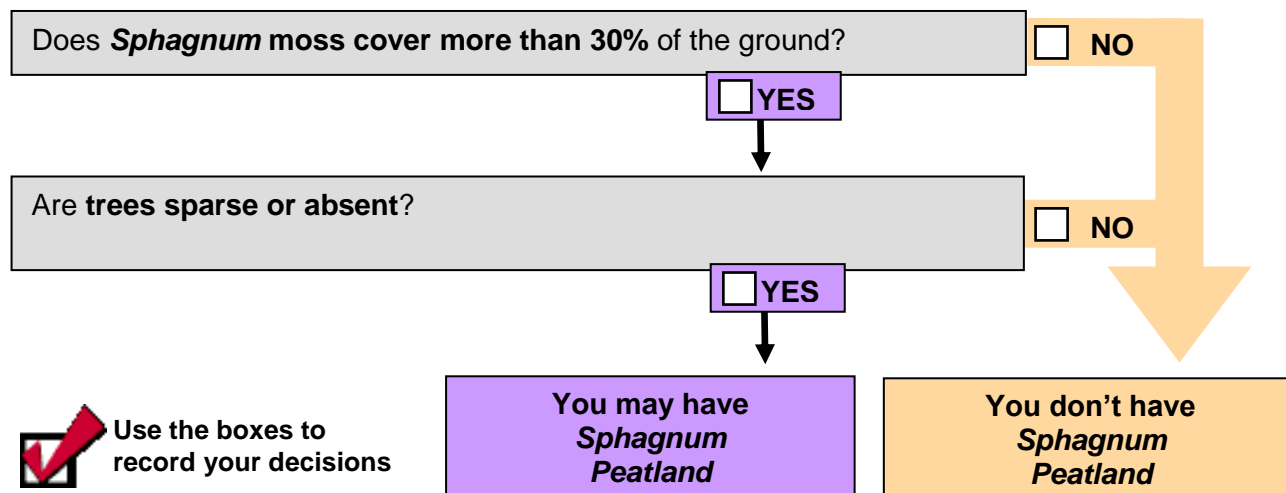 Does Sphagnum moss cover more than 30% of the ground?
NO
YES
Are trees sparse or absent?
NO
YES
Use the boxes to
record your decisions
You may have
Sphagnum
Peatland
You don’t have
Sphagnum
Peatland